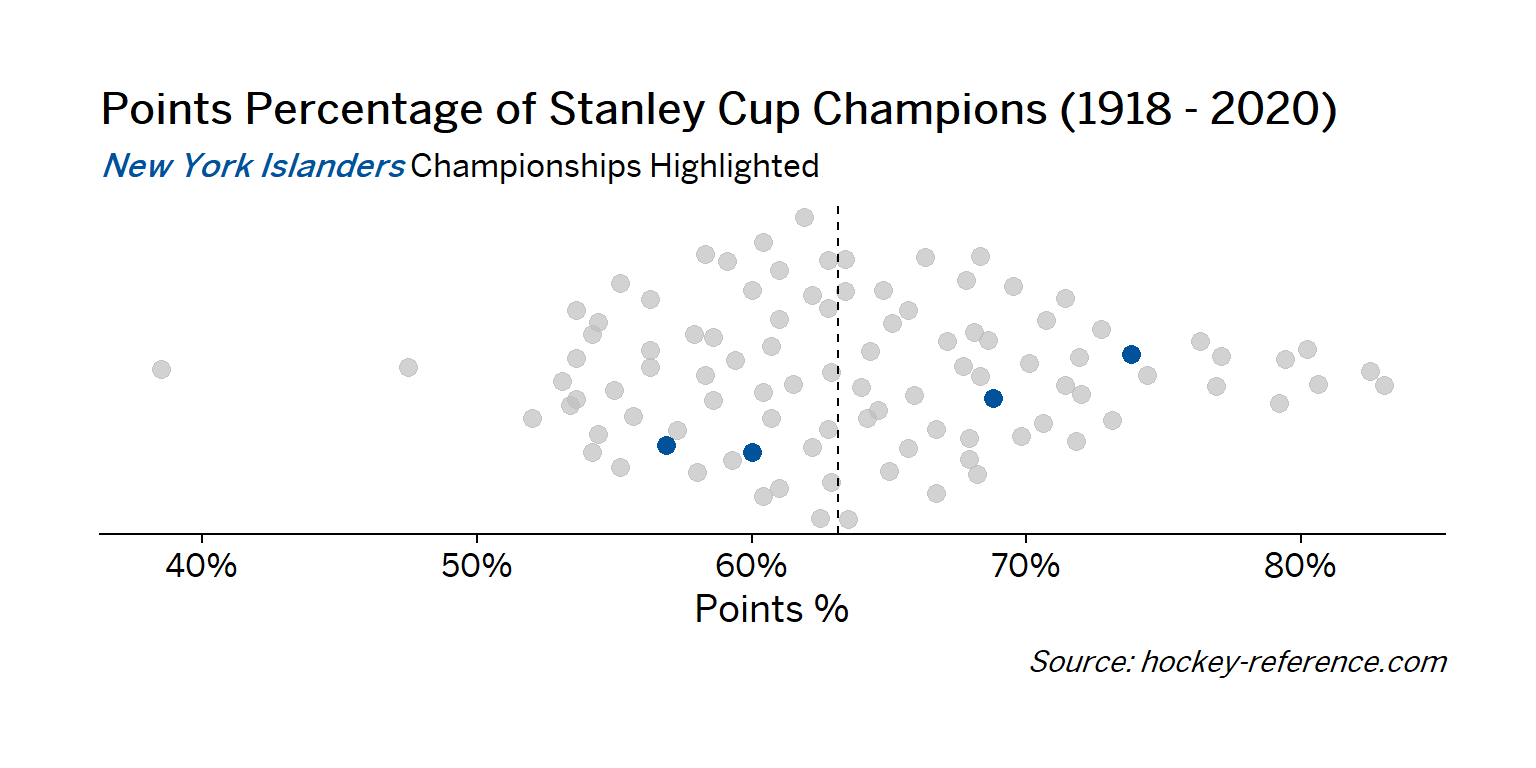 Points Percentage of Stanley Cup Champions (1918 - 2020)
New York Islanders Championships Highlighted
40% 50% 60% 70% 80%
Points %
Source: hockey-reference.com